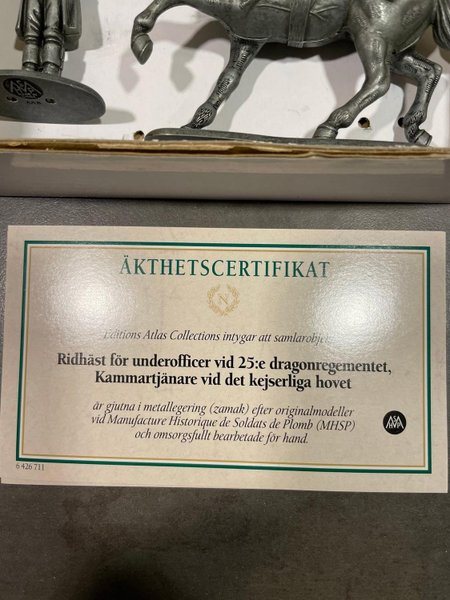 ÄKTHETSCERTIFIKAT
N
Editions Atlas Collections intygar att samlarobje
Ridhäst för underofficer vid 25:e dragonregementet,
Kammartjänare vid det kejserliga hovet
är gjutna i metallegering (zamak) efter originalmodeller
vid Manufacture Historique de Soldats de Plomb (MHSP)
och omsorgsfullt bearbetade för hand.
6 426 711